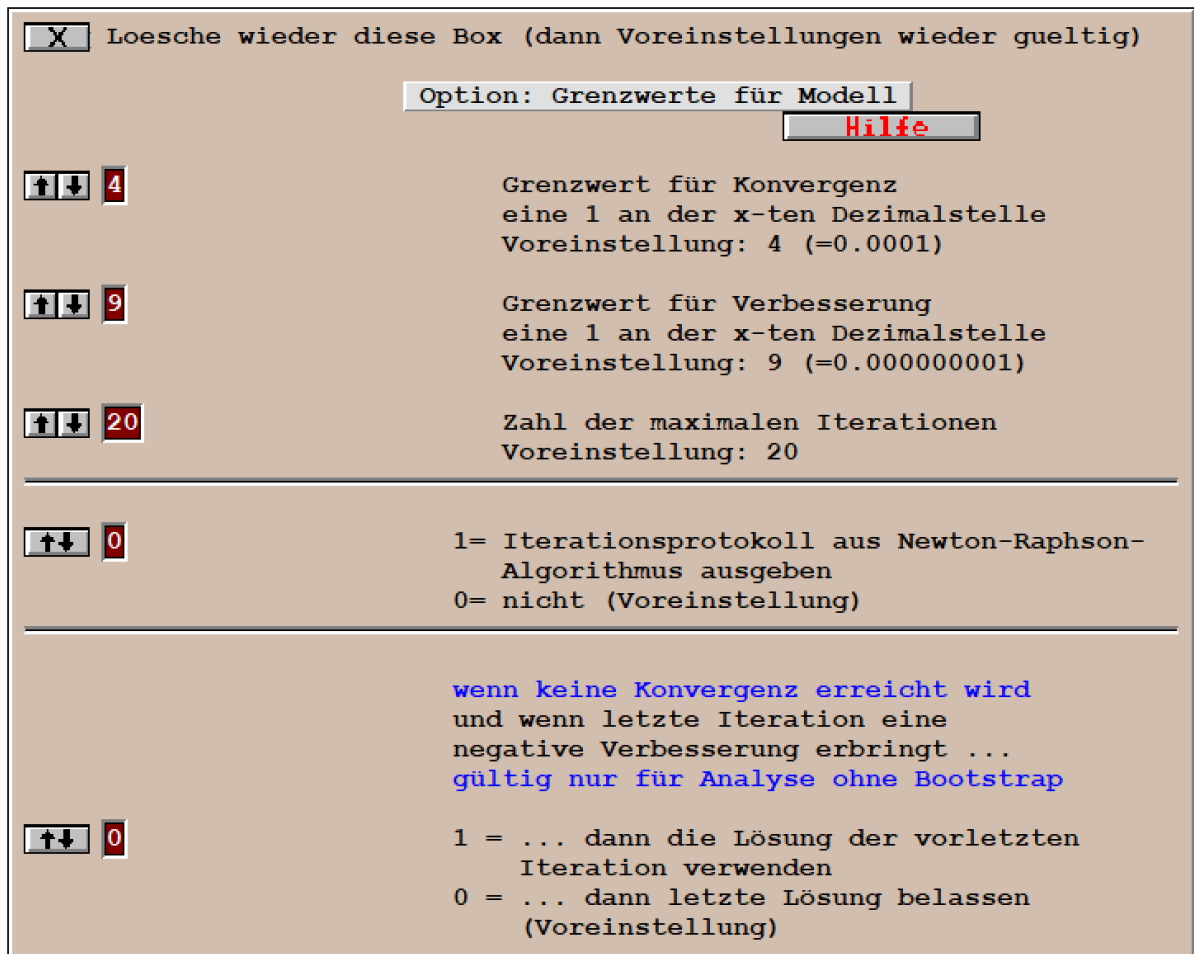 X Loesche wieder diese Box (dann Voreinstellungen wieder gueltig)
Option: Grenzwerte für Modell
Hilfe
4 Grenzwert für Konvergenz
eine 1 an der x-ten Dezimalstelle
Voreinstellung: 4 (=0.0001)
9 Grenzwert für Verbesserung
eine 1 an der x-ten Dezimalstelle
Voreinstellung: 9 (=0.000000001)
20 Zahl der maximalen Iterationen
Voreinstellung: 20
0 1= Iterationsprotokoll aus Newton-Raphson-
Algorithmus ausgeben
0= nicht (Voreinstellung)
wenn keine Konvergenz erreicht wird
und wenn letzte Iteration eine
negative Verbesserung erbringt ...
gültig nur für Analyse ohne Bootstrap
0 1 = ... dann die Lösung der vorletzten
Iteration verwenden
0 = ... dann letzte Lösung belassen
(Voreinstellung)